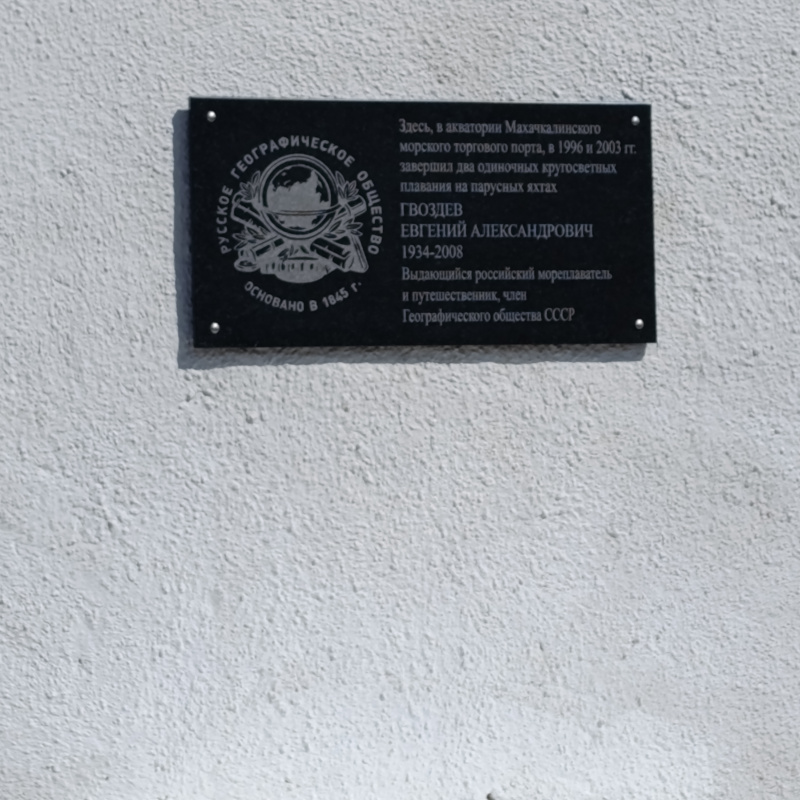 РУССКОЕ ГЕОГРАФИЧЕСКОЕ ОБЩЕСТВО
ОСНОВАНО В 1845 г.
Здесь, в акватории Махачкалинского
морского торгового порта, в 1996 и 2003 гг.
завершил два одиночных кругосветных
плавания на парусных яхтах
ГВОЗДЕВ
ЕВГЕНИЙ АЛЕКСАНДРОВИЧ
1934-2008
Выдающийся российский мореплаватель
и путешественник, член
Географического общества СССР